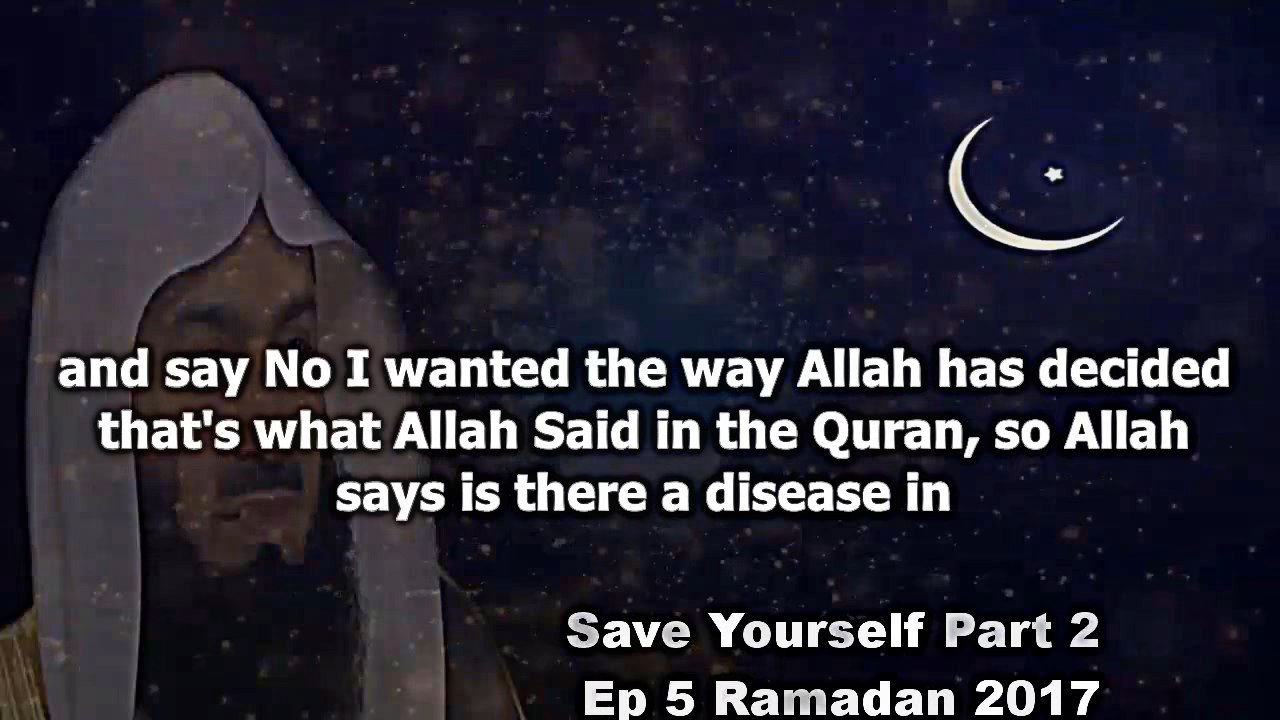 and say No I wanted the way Allah has decided
that's what Allah Said in the Quran, so Allah
says is there a disease in
Save Yourself Part 2
Ep 5 Ramadan 2017